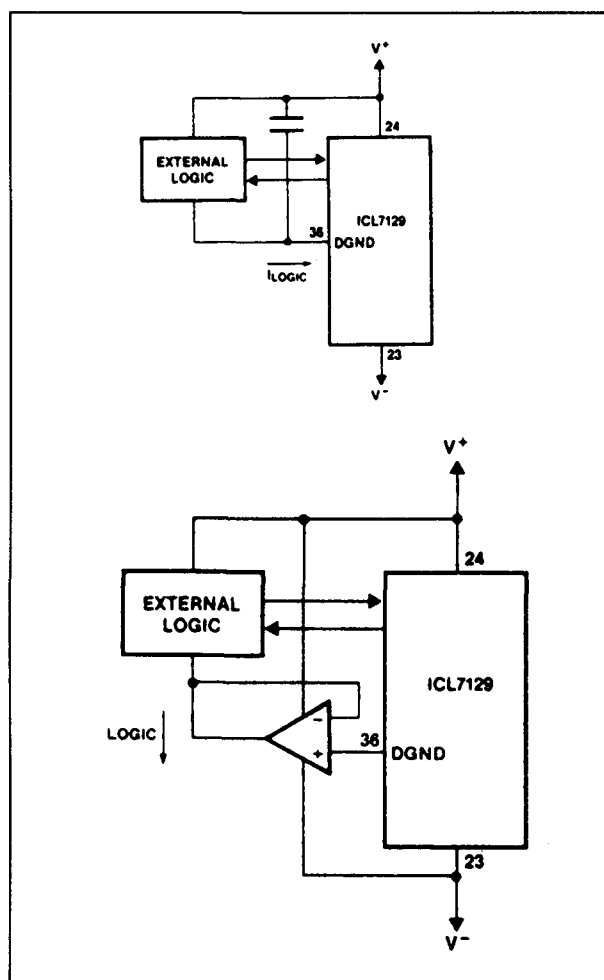 V+
24
EXTERNAL
LOGIC
ICL7129
36
DGND
ILOGIC
23
V-
V+
24
EXTERNAL
LOGIC
ICL7129
-
LOGIC
+
36
DGND
23
V-